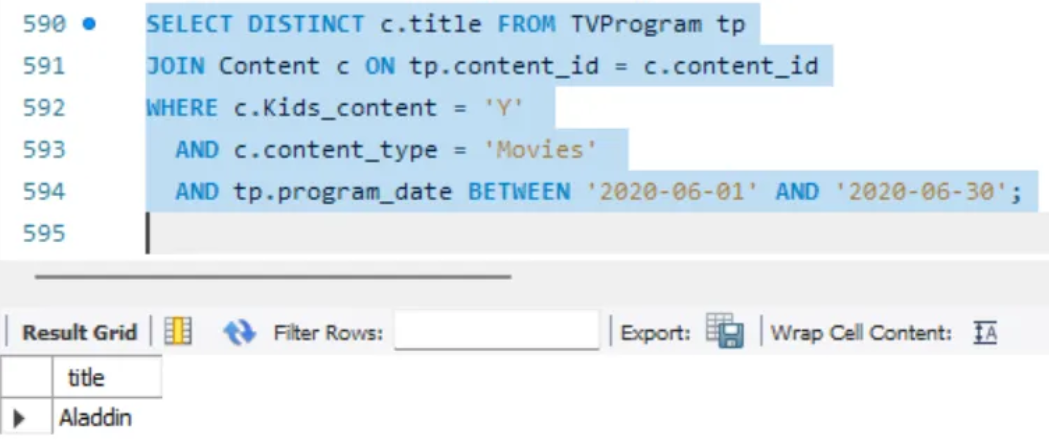 590 SELECT DISTINCT c.title FROM TVProgram tp
591 JOIN Content c ON tp.content_id = c.content_id
592 WHERE c.Kids_content = 'Y'
593 AND c.content_type = 'Movies'
594 AND tp.program_date BETWEEN '2020-06-01' AND '2020-06-30';
595
Result Grid Filter Rows: Export: Wrap Cell Content: IA
title
Aladdin